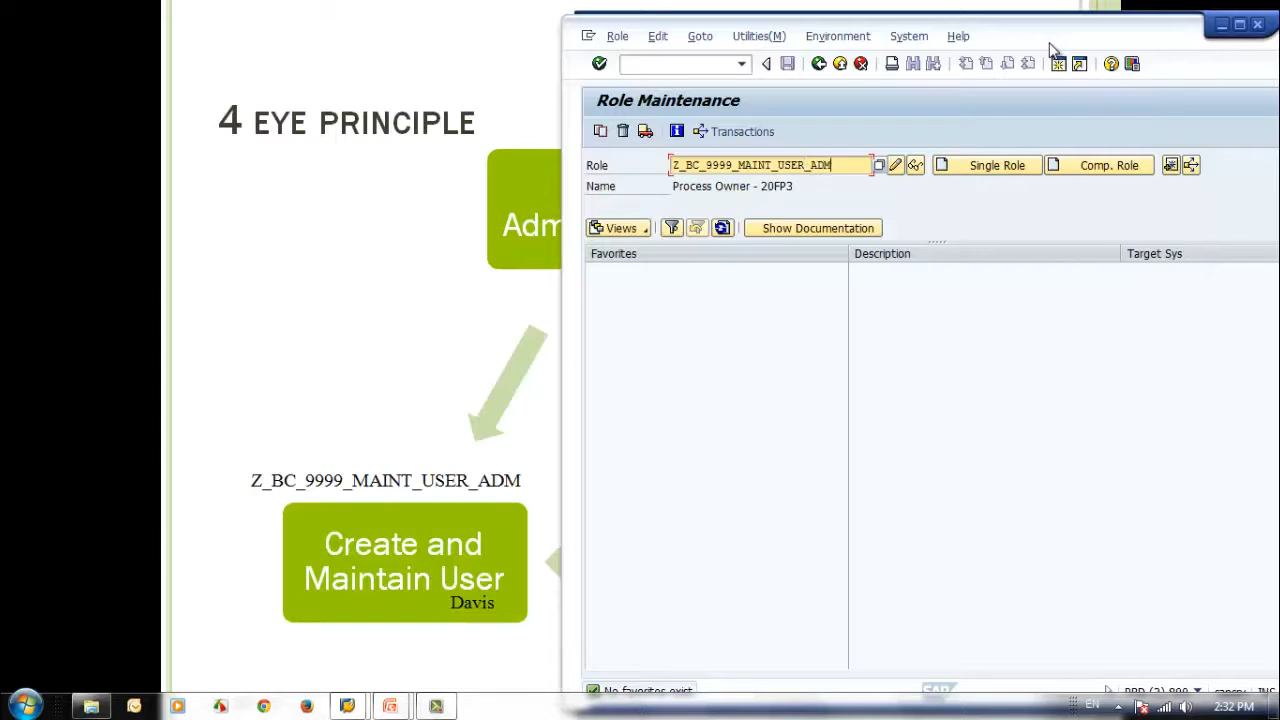 4 EYE PRINCIPLE
Adm
Z_BC_9999_MAINT_USER_ADM
Create and
Maintain User
Davis
Role Edit Goto Utilities(M) Environment System Help
Role Maintenance
Transactions
Role Z_BC_9999_MAINT_USER_ADM Single Role Comp. Role
Name Process Owner - 20FP3
Views Show Documentation
Favorites Description Target Sys
No favorites exist
SAP
EN 2:32 PM